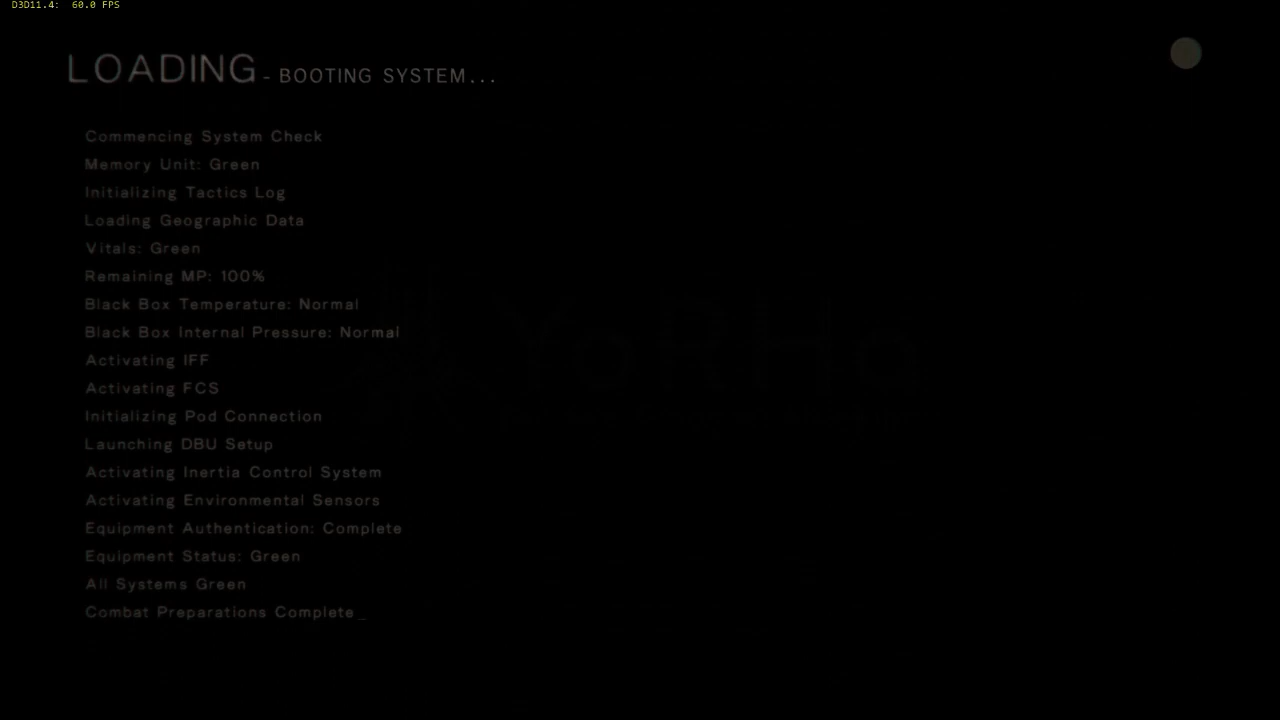 D3D11.4: 60.0 FPS
LOADING - BOOTING SYSTEM...
Commencing System Check
Memory Unit: Green
Initializing Tactics Log
Loading Geographic Data
Vitals: Green
Remaining MP: 100%
Black Box Temperature: Normal
Black Box Internal Pressure: Normal
Activating IFF
Activating FCS
Initializing Pod Connection
Launching DBU Setup
Activating Inertia Control System
Activating Environmental Sensors
Equipment Authentication: Complete
Equipment Status: Green
All Systems Green
Combat Preparations Complete_
YoRHa